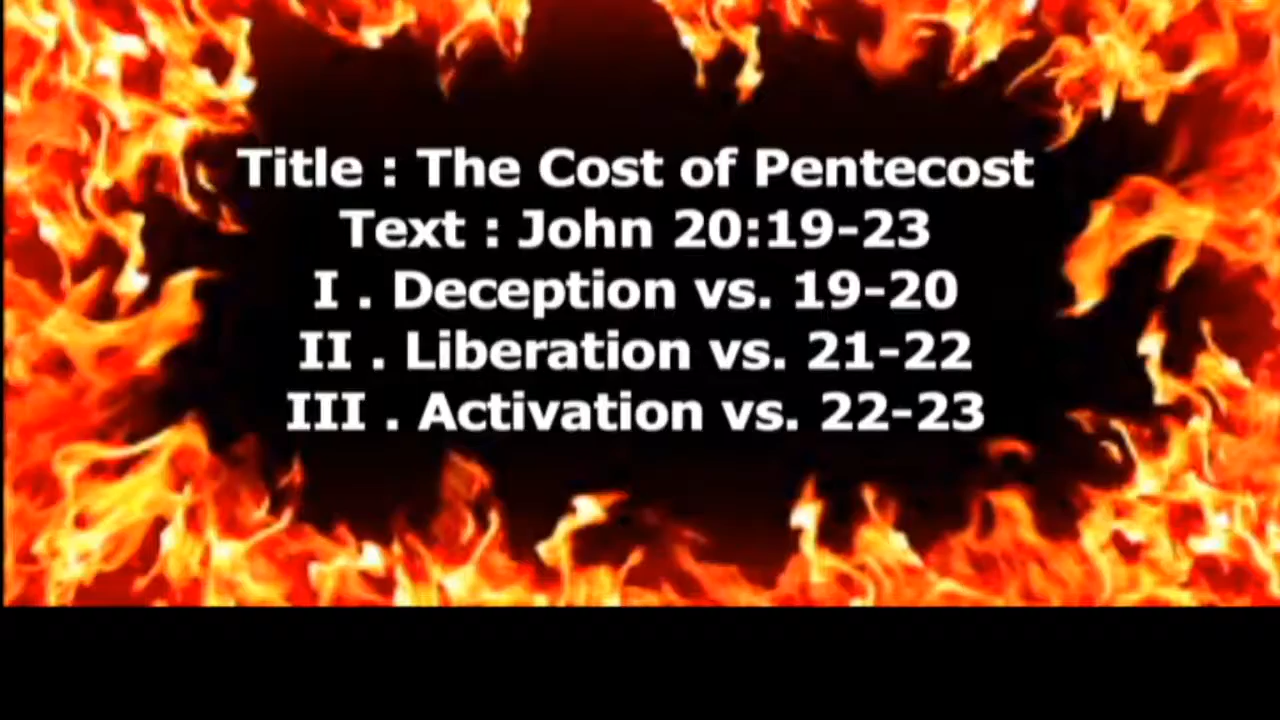 Title : The Cost of Pentecost
Text : John 20:19-23
I . Deception vs. 19-20
II . Liberation vs. 21-22
III . Activation vs. 22-23